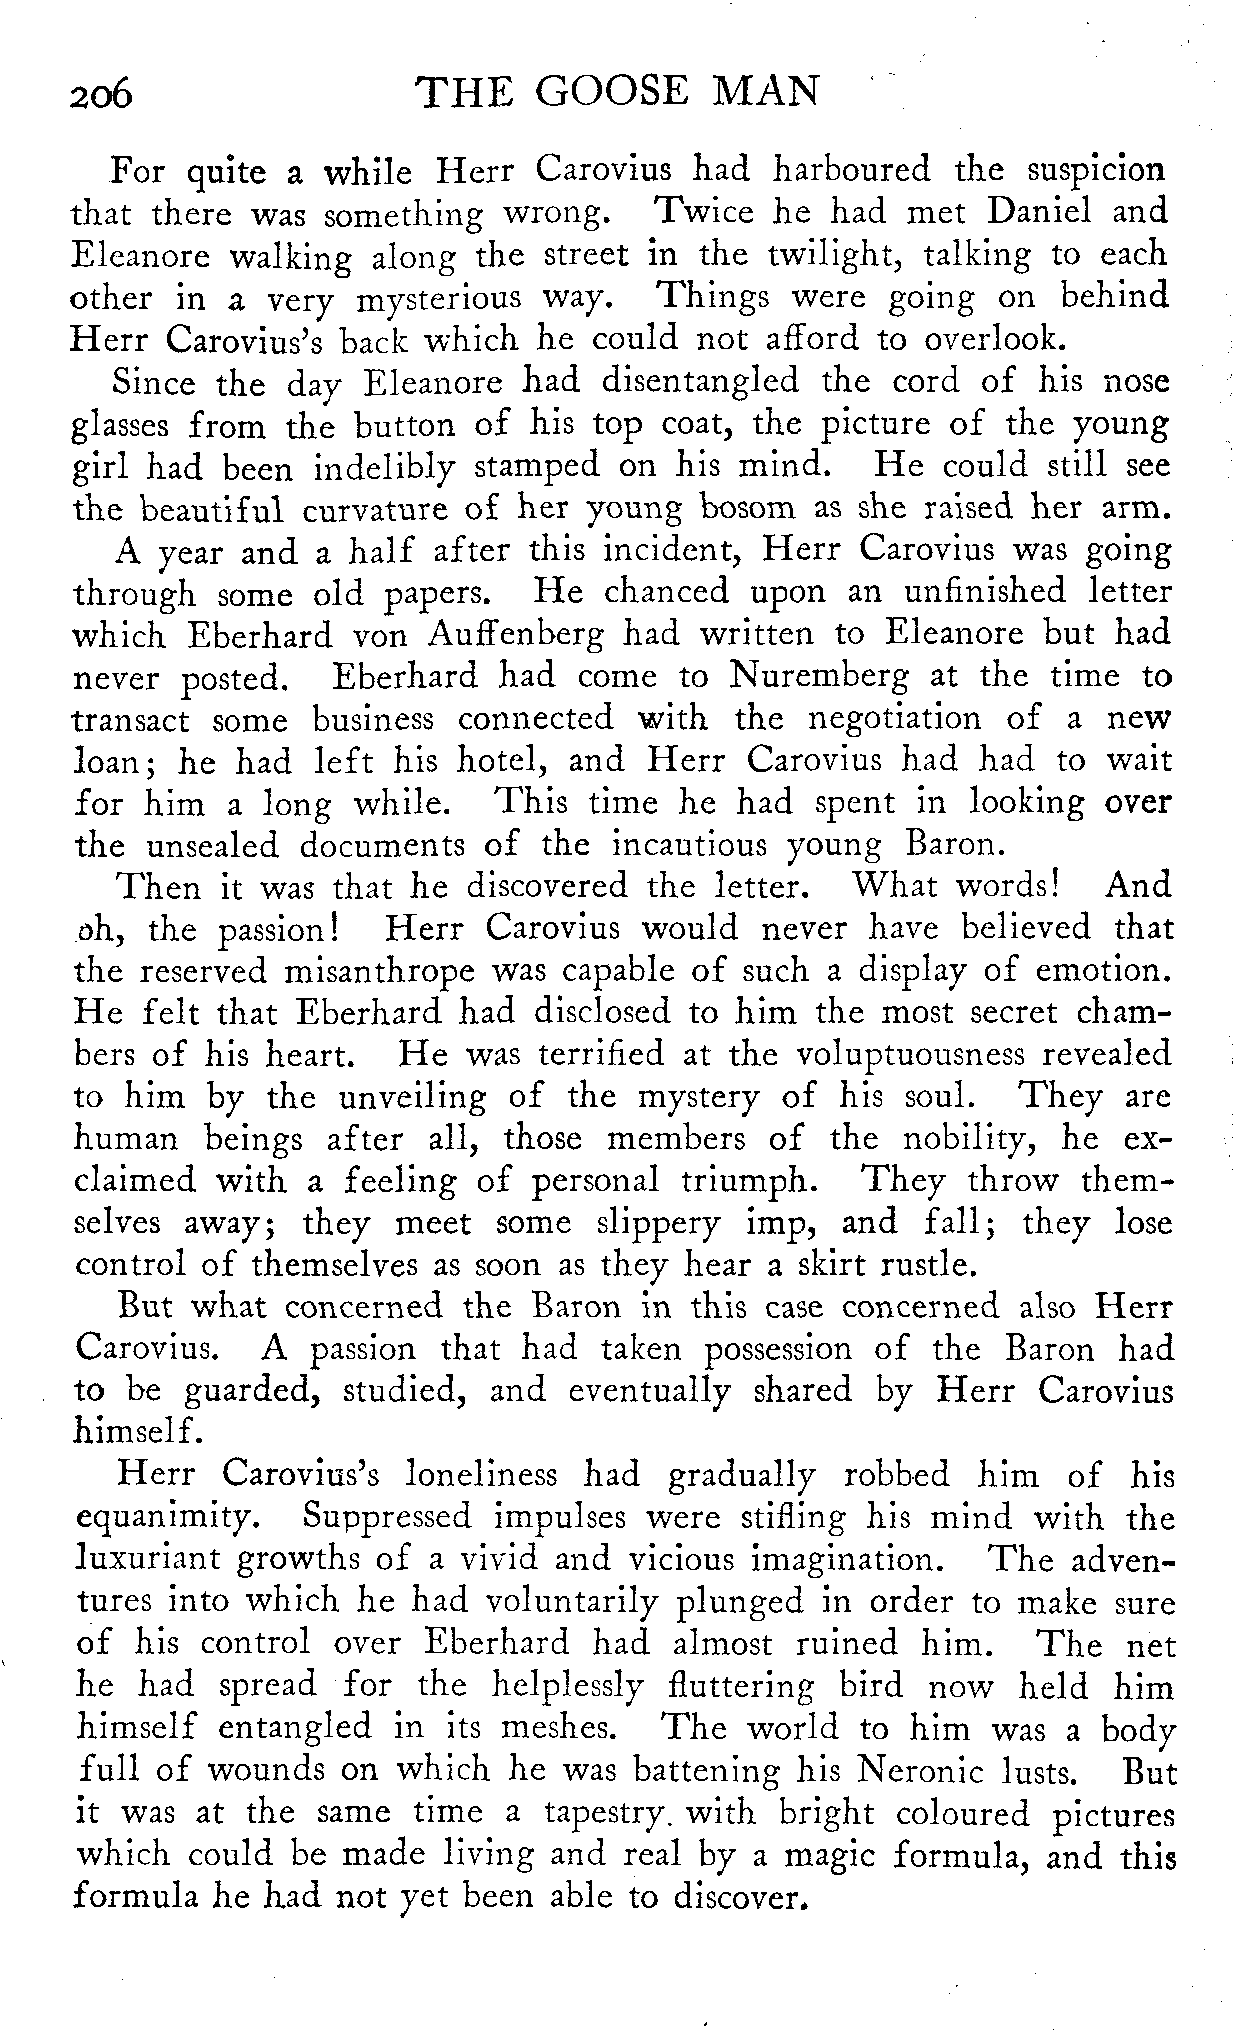 206 THE GOOSE MAN
For quite a while Herr Carovius had harboured the suspicion
that there was something wrong. Twice he had met Daniel and
Eleanore walking along the street in the twilight, talking to each
other in a very mysterious way. Things were going on behind
Herr Carovius's back which he could not afford to overlook.
Since the day Eleanore had disentangled the cord of his nose
glasses from the button of his top coat, the picture of the young
girl had been indelibly stamped on his mind. He could still see
the beautiful curvature of her young bosom as she raised her arm.
A year and a half after this incident, Herr Carovius was going
through some old papers. He chanced upon an unfinished letter
which Eberhard von Auffenberg had written to Eleanore but had
never posted. Eberhard had come to Nuremberg at the time to
transact some business connected with the negotiation of a new
loan; he had left his hotel, and Herr Carovius had had to wait
for him a long while. This time he had spent in looking over
the unsealed documents of the incautious young Baron.
Then it was that he discovered the letter. What words! And
oh, the passion! Herr Carovius would never have believed that
the reserved misanthrope was capable of such a display of emotion.
He felt that Eberhard had disclosed to him the most secret cham-
bers of his heart. He was terrified at the voluptuousness revealed
to him by the unveiling of the mystery of his soul. They are
human beings after all, those members of the nobility, he ex-
claimed with a feeling of personal triumph. They throw them-
selves away; they meet some slippery imp, and fall; they lose
control of themselves as soon as they hear a skirt rustle.
But what concerned the Baron in this case concerned also Herr
Carovius. A passion that had taken possession of the Baron had
to be guarded, studied, and eventually shared by Herr Carovius
himself.
Herr Carovius's loneliness had gradually robbed him of his
equanimity. Suppressed impulses were stifling his mind with the
luxuriant growths of a vivid and vicious imagination. The adven-
tures into which he had voluntarily plunged in order to make sure
of his control over Eberhard had almost ruined him. The net
he had spread for the helplessly fluttering bird now held him
himself entangled in its meshes. The world to him was a body
full of wounds on which he was battening his Neronic lusts. But
it was at the same time a tapestry. with bright coloured pictures
which could be made living and real by a magic formula, and this
formula he had not yet been able to discover.